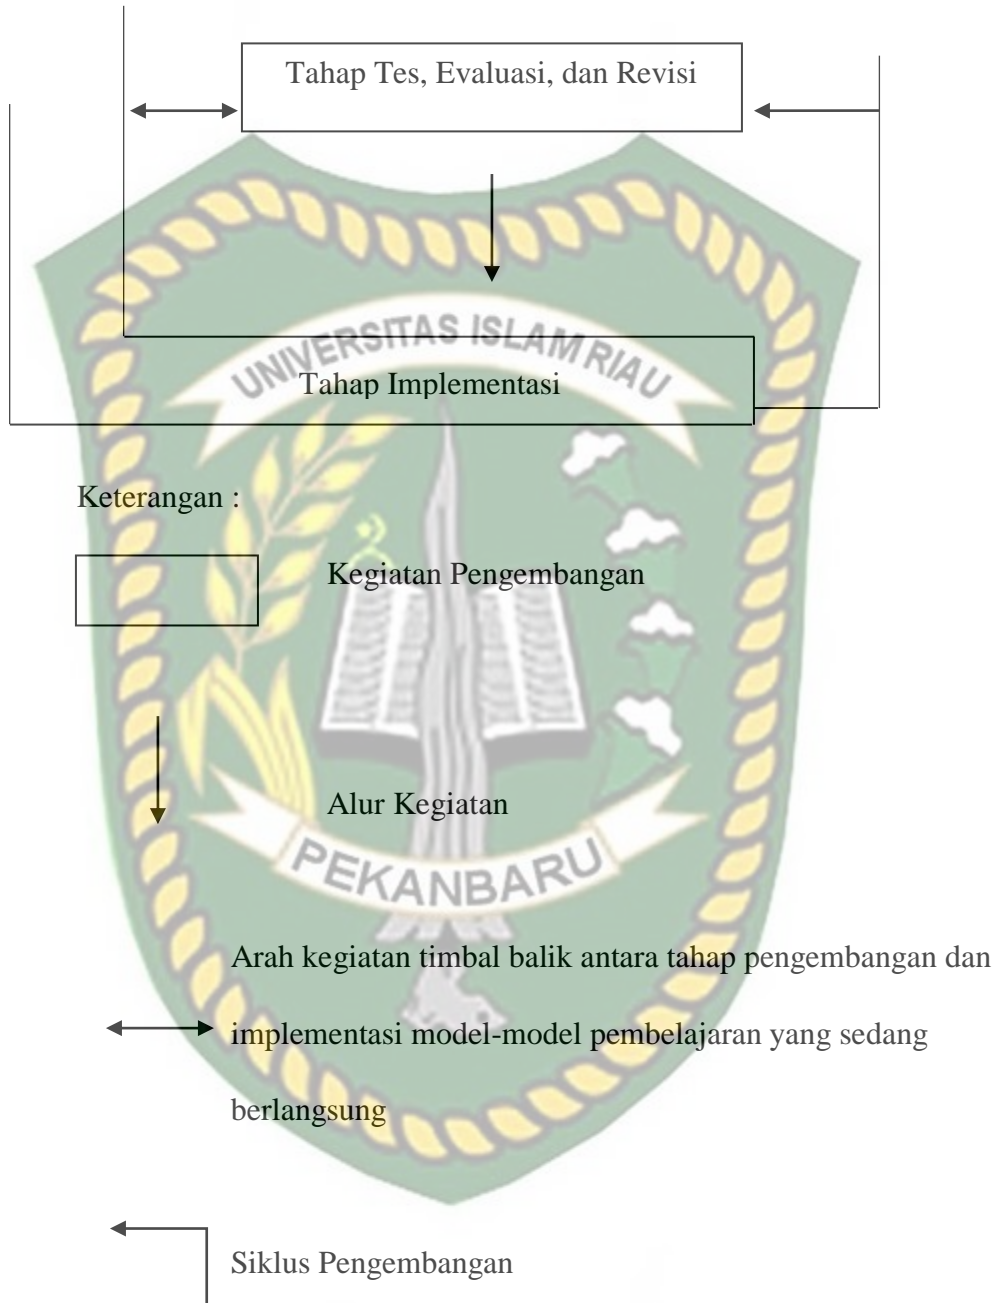 Tahap Tes, Evaluasi, dan Revisi
UNIVERSITAS ISLAM RIAU
Tahap Implementasi
Keterangan :
Kegiatan Pengembangan
Alur Kegiatan
PEKANBARU
Arah kegiatan timbal balik antara tahap pengembangan dan
implementasi model-model pembelajaran yang sedang
berlangsung
Siklus Pengembangan